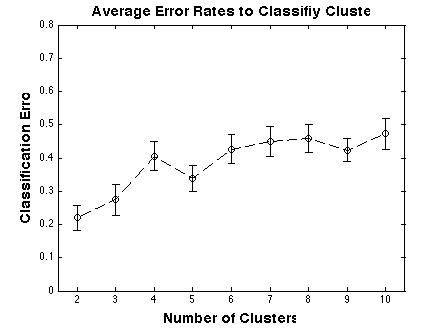 Average Error Rates to Classifiy Cluste
0.8
0.7
0.6
0.5
0.4
0.3
0.2
0.1
0
Classification Erro
2 3 4 5 6 7 8 9 10
Number of Clusters